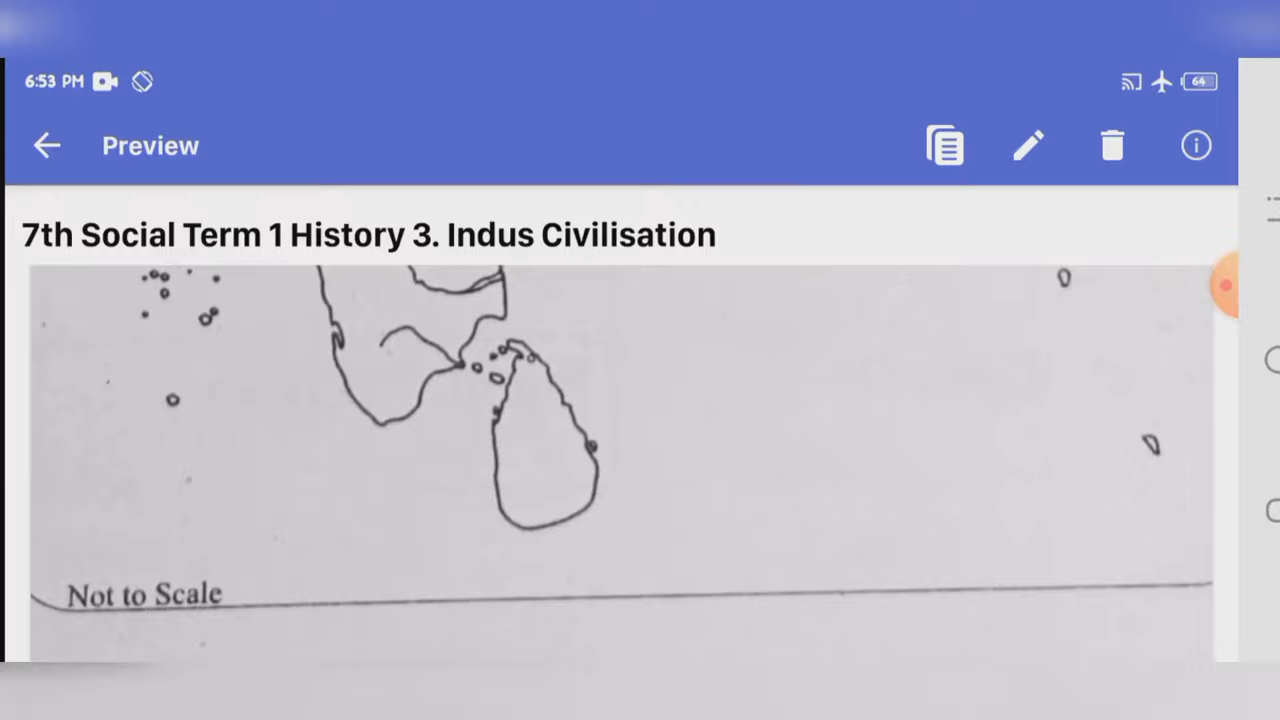 6:53 PM
64
Preview
7th Social Term 1 History 3. Indus Civilisation
Not to Scale